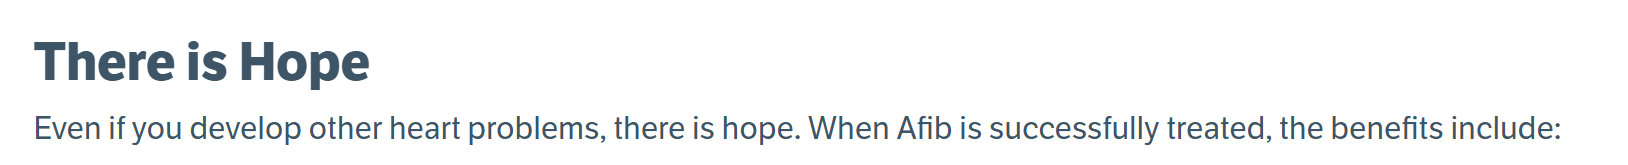 There is Hope
Even if you develop other heart problems, there is hope. When Afib is successfully treated, the benefits include: